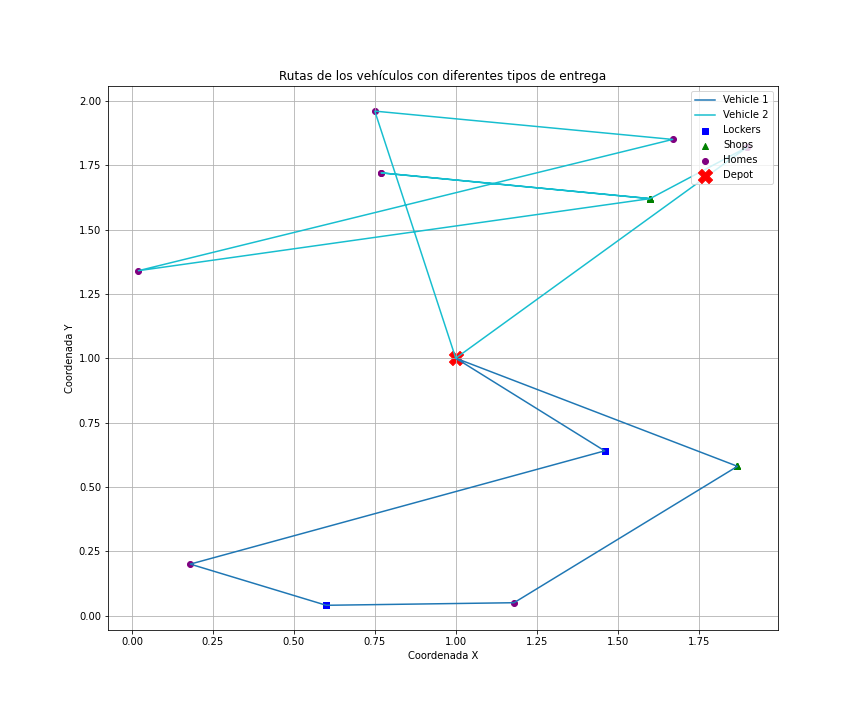 Rutas de los vehículos con diferentes tipos de entrega
Vehicle 1
Vehicle 2
Lockers
Shops
Homes
Depot
2.00
1.75
1.50
1.25
1.00
0.75
0.50
0.25
0.00
Coordenada Y
0.00 0.25 0.50 0.75 1.00 1.25 1.50 1.75
Coordenada X